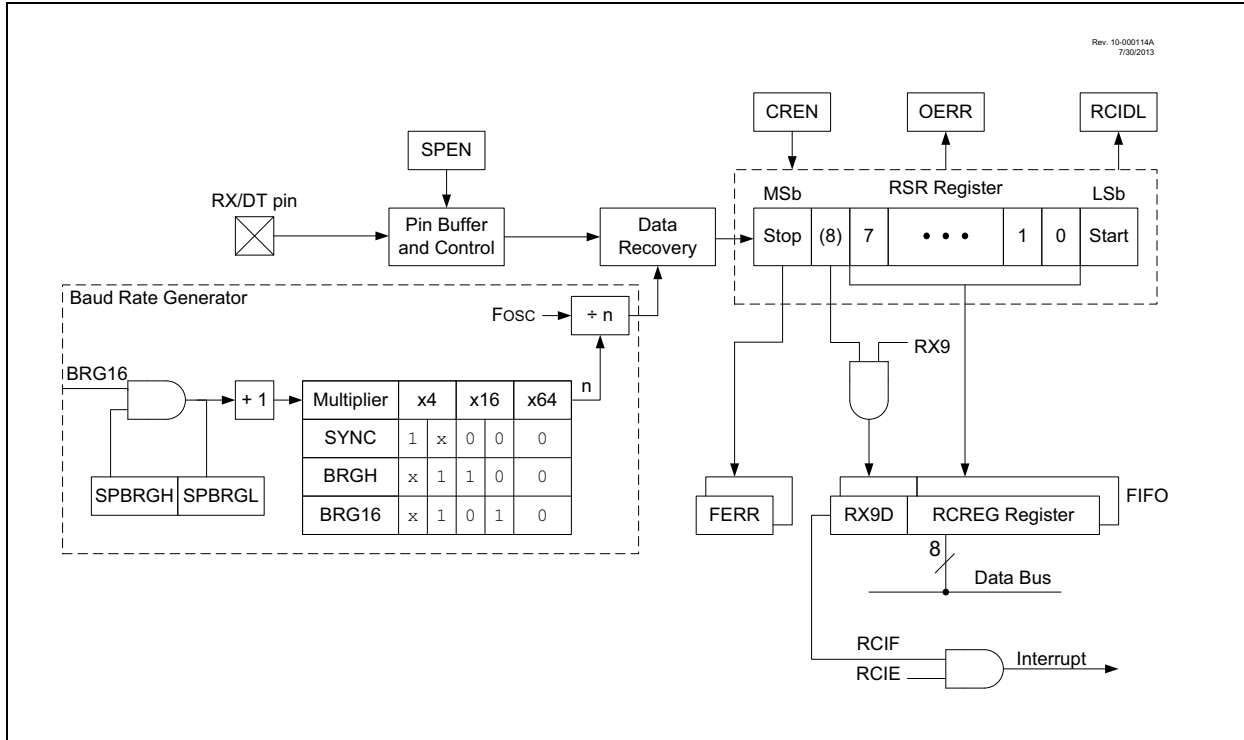 Rev. 10-000114A
7/30/2013
CREN
OERR
RCIDL
SPEN
RSR Register
MSb
LSb
RX/DT pin
Pin Buffer
and Control
Data
Recovery
Stop (8) 7 • • • 1 0 Start
Baud Rate Generator
FOSC
÷ n
RX9
BRG16
n
+ 1
Multiplier x4 x16 x64
SYNC 1 x 0 0 0
BRGH x 1 1 0 0
BRG16 x 1 0 1 0
SPBRGH SPBRGL
FIFO
FERR
RX9D RCREG Register
8
Data Bus
RCIF
RCIE
Interrupt